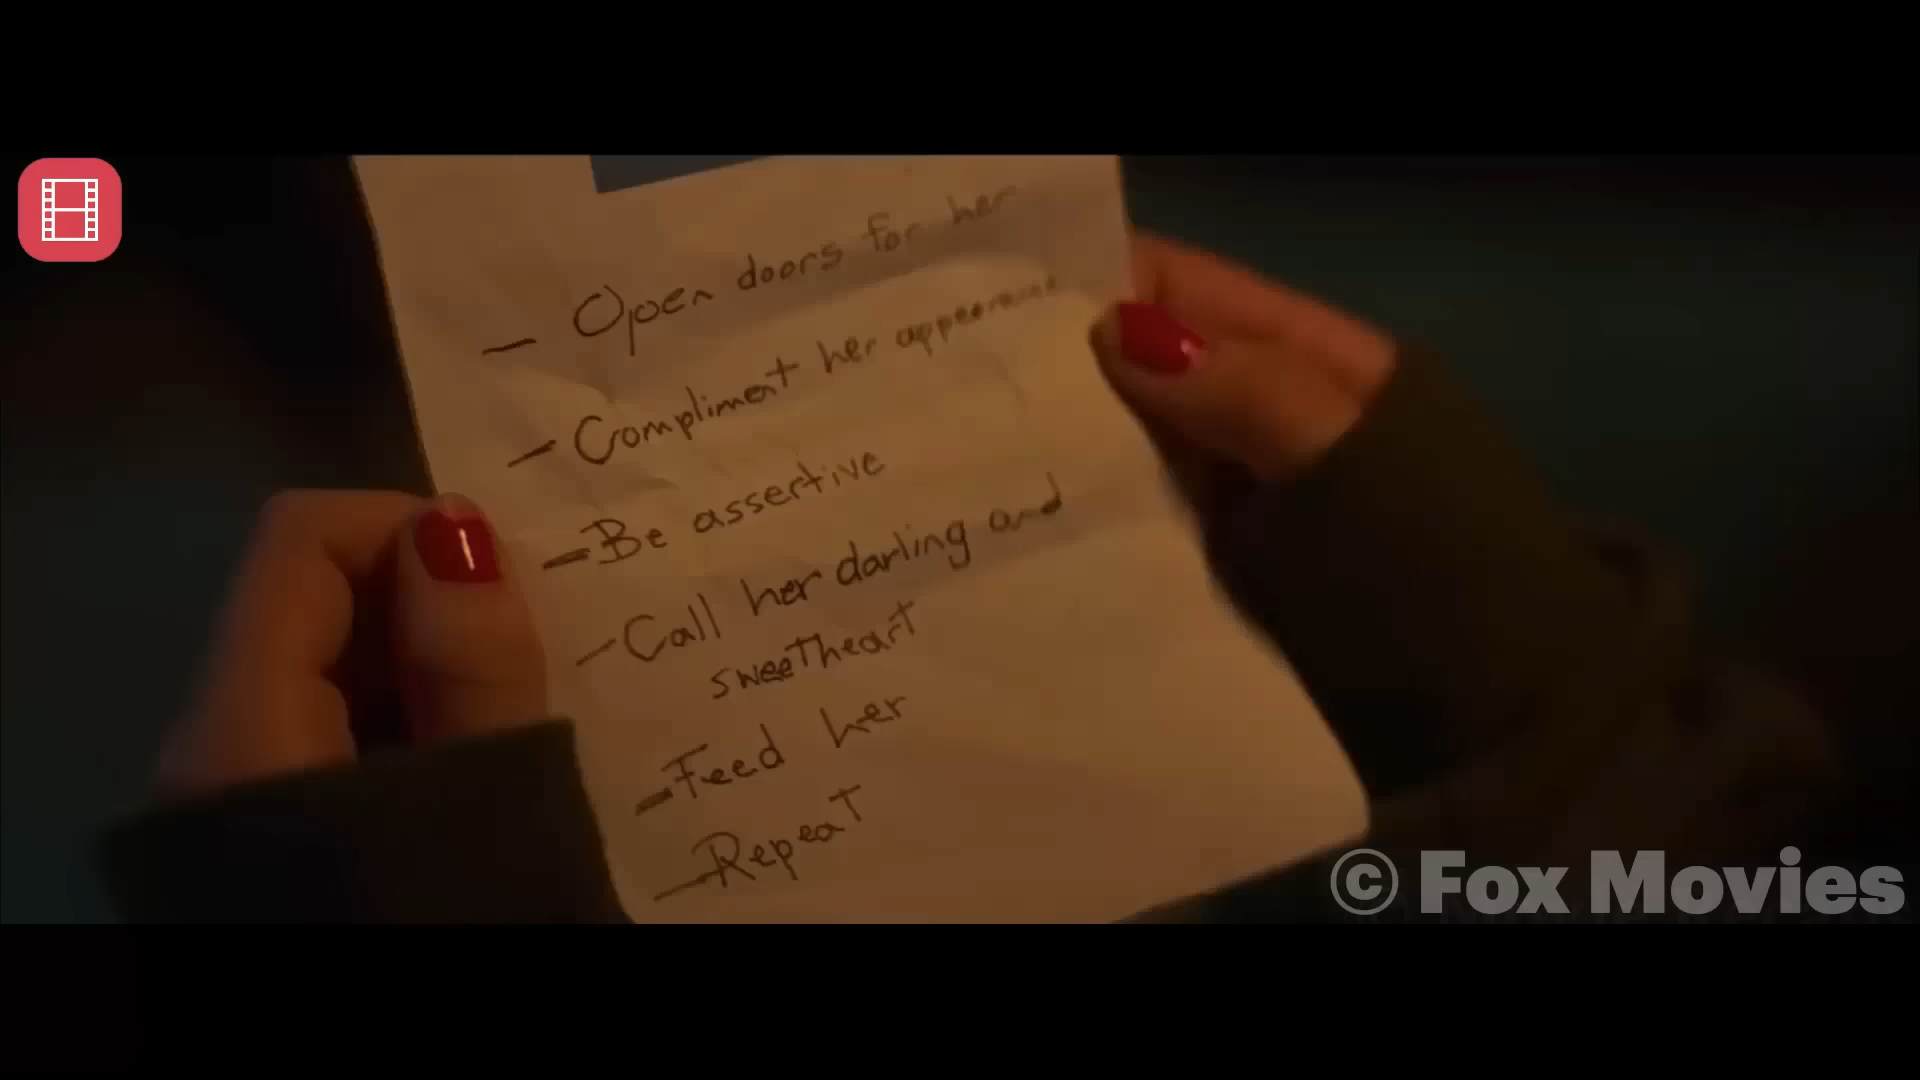 — Open doors for her
— Compliment her appearance
— Be assertive
— Call her darling and
sweetheart
— Feed her
— Repeat
© Fox Movies